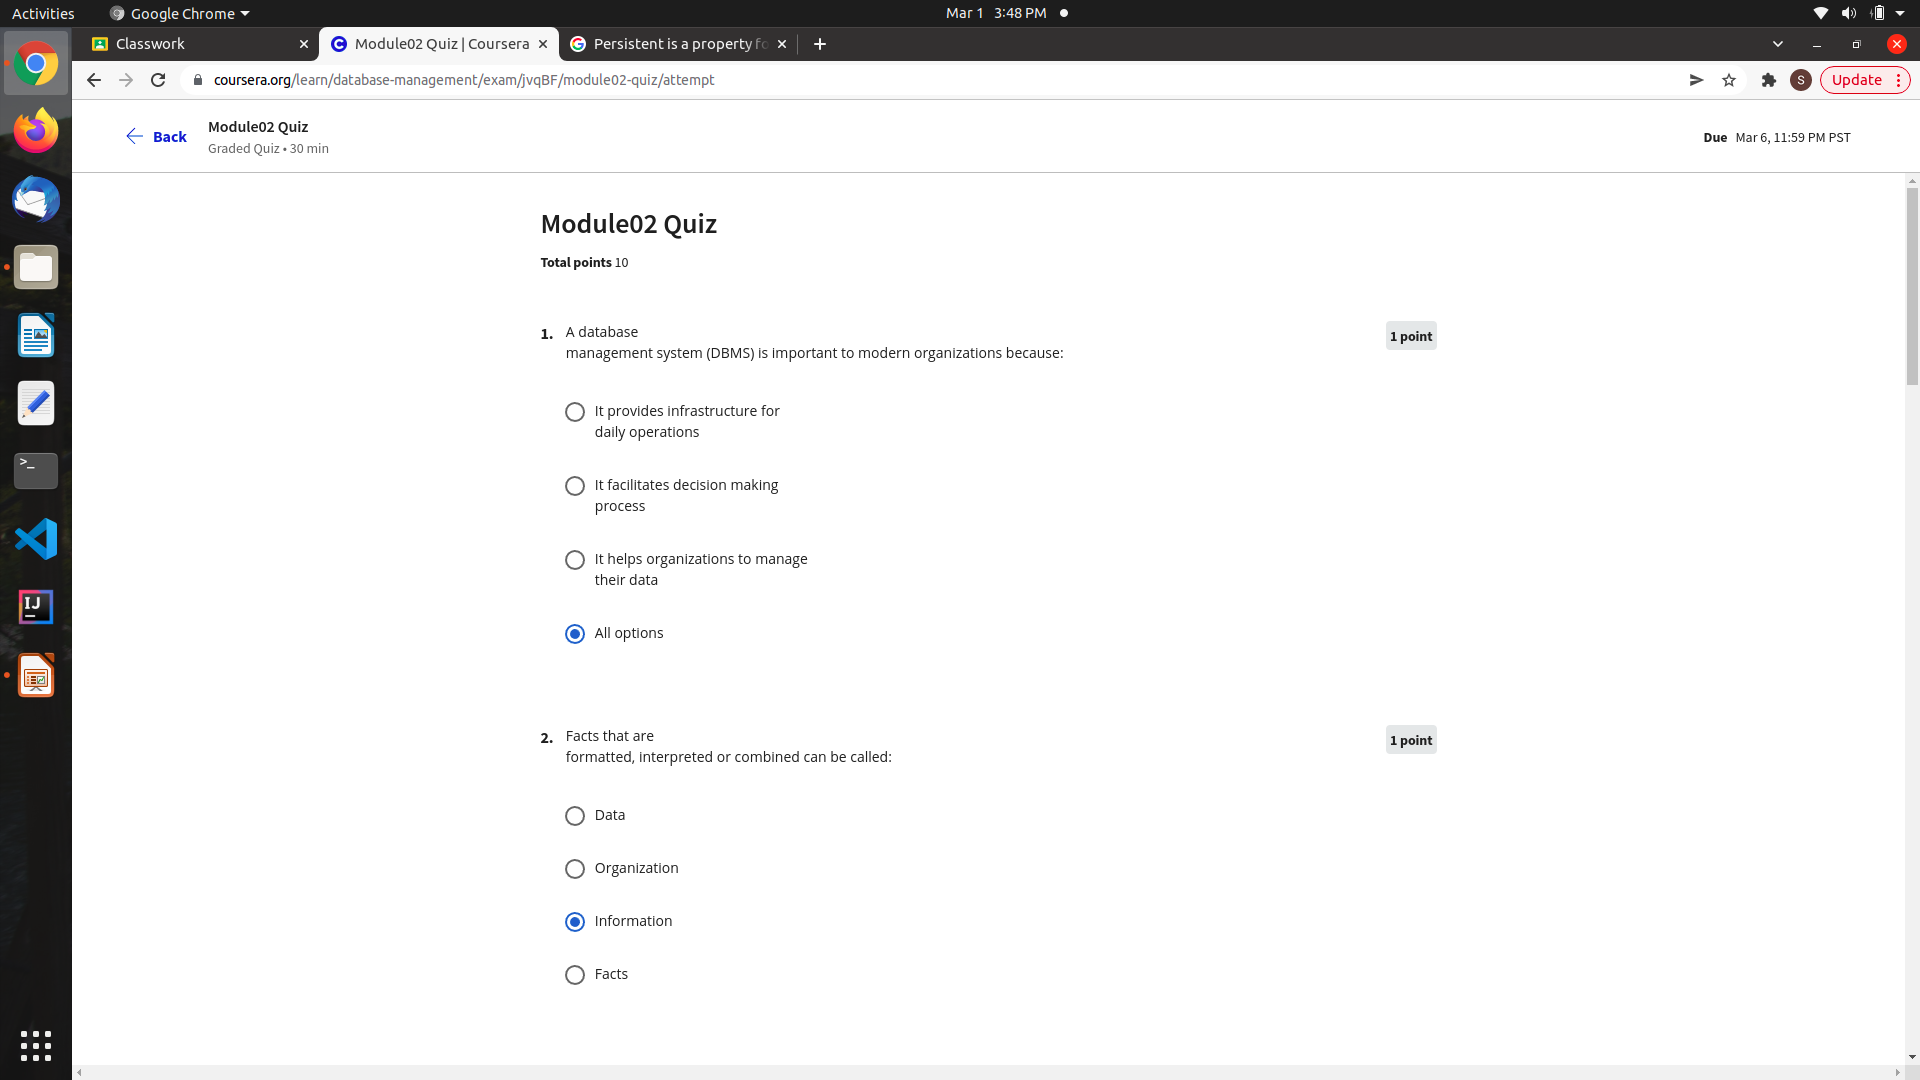 Activities
Google Chrome
Mar 1 3:48 PM
Classwork
Module02 Quiz | Coursera
Persistent is a property fo
coursera.org/learn/database-management/exam/jvqBF/module02-quiz/attempt
S
Update
Back
Module02 Quiz
Graded Quiz • 30 min
Due Mar 6, 11:59 PM PST
Module02 Quiz
Total points 10
1. A database
management system (DBMS) is important to modern organizations because:
1 point
It provides infrastructure for
daily operations
It facilitates decision making
process
It helps organizations to manage
their data
All options
2. Facts that are
formatted, interpreted or combined can be called:
1 point
Data
Organization
Information
Facts
>_
IJ